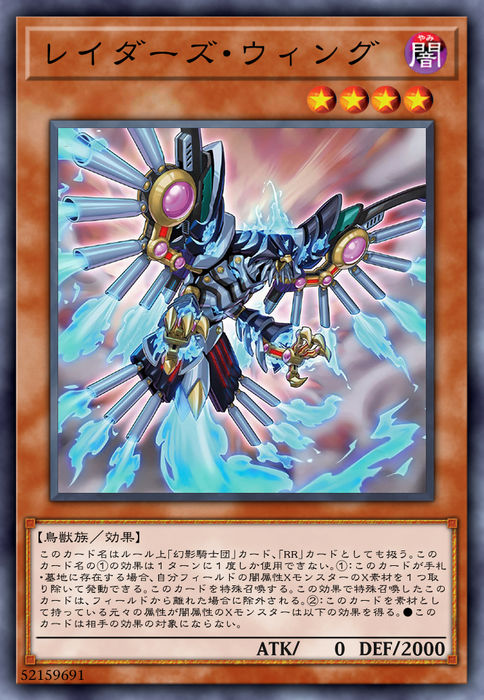 レイダーズ・ウィング
やみ
闇
【鳥獣族／効果】
このカード名はルール上「幻影騎士団」カード、「RR」カードとしても扱う。この
カード名の①の効果は１ターンに１度しか使用できない。①：このカードが手札
・墓地に存在する場合、自分フィールドの闇属性XモンスターのX素材を１つ取
り除いて発動できる。このカードを特殊召喚する。この効果で特殊召喚したこの
カードは、フィールドから離れた場合に除外される。②：このカードを素材とし
て持っている元々の属性が闇属性のXモンスターは以下の効果を得る。●この
カードは相手の効果の対象にならない。
ATK/ 0 DEF/2000
52159691